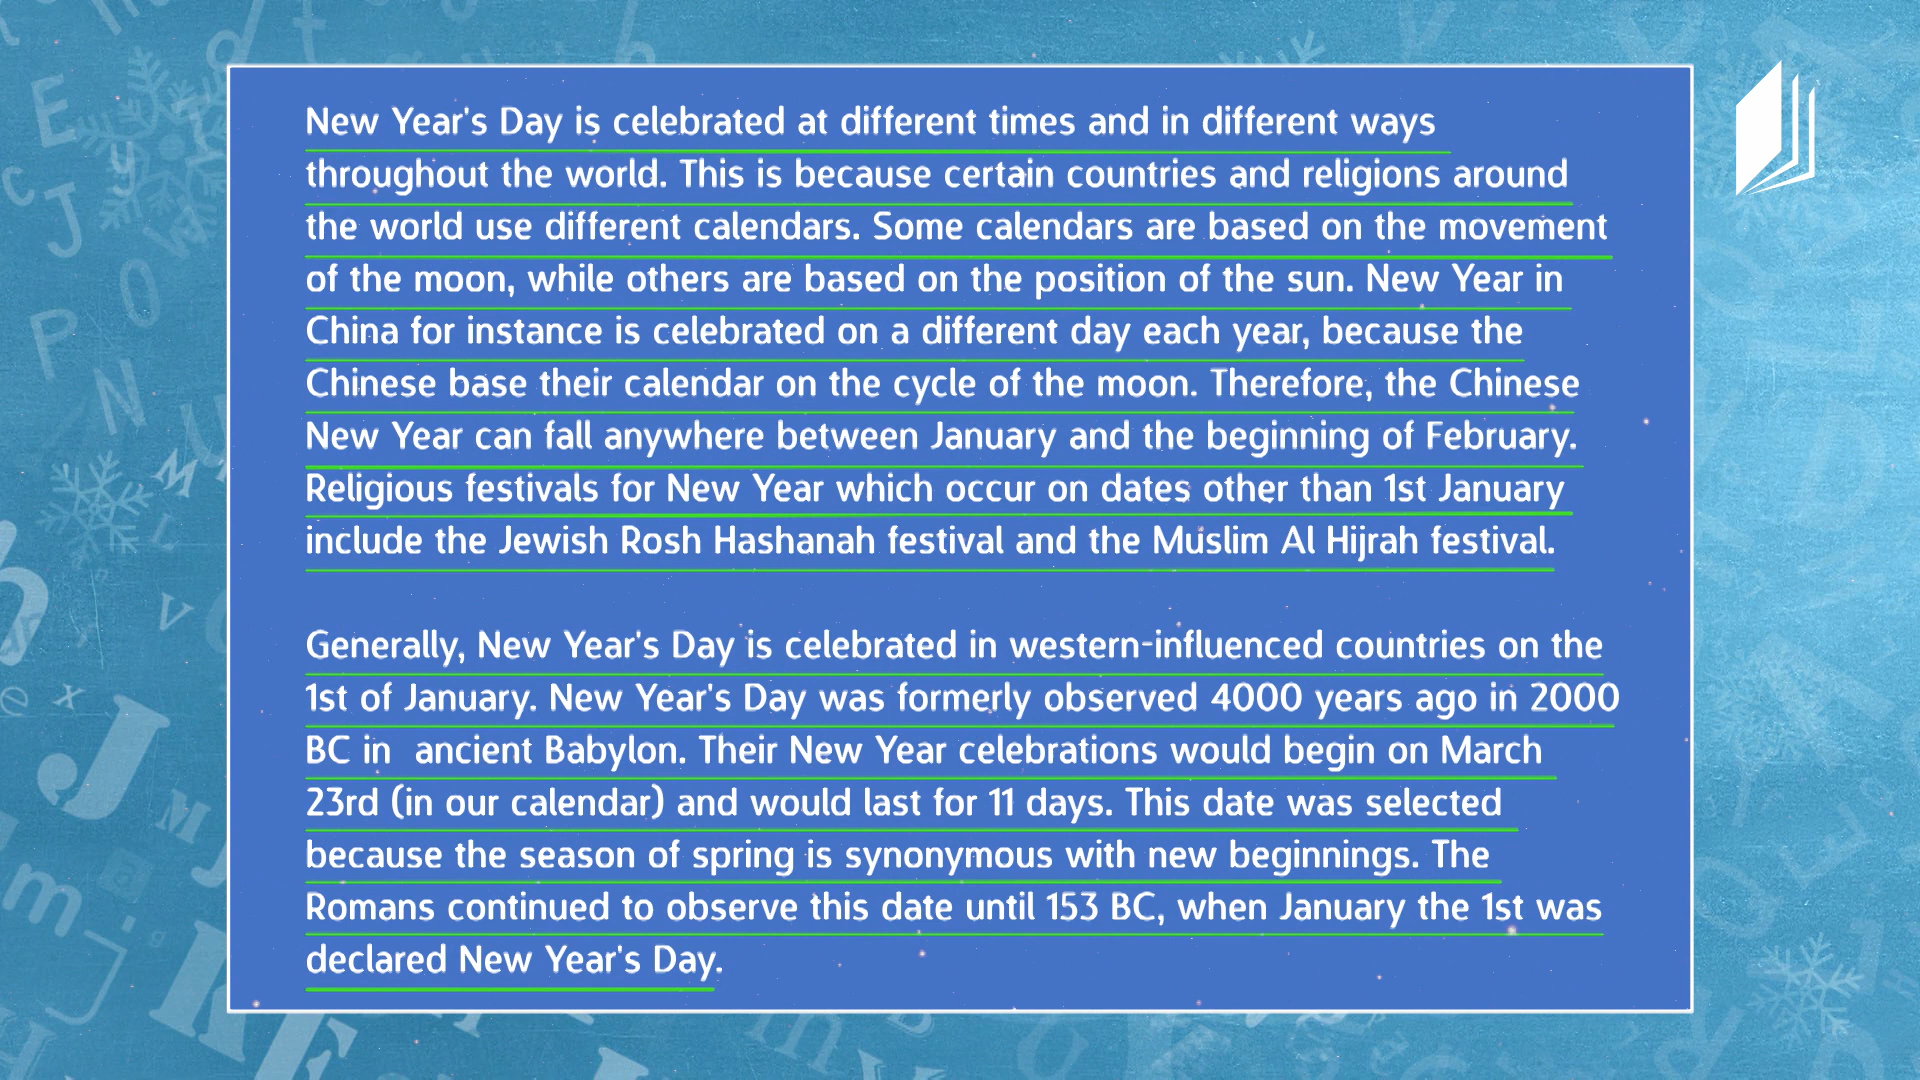 New Year's Day is celebrated at different times and in different ways
throughout the world. This is because certain countries and religions around
the world use different calendars. Some calendars are based on the movement
of the moon, while others are based on the position of the sun. New Year in
China for instance is celebrated on a different day each year, because the
Chinese base their calendar on the cycle of the moon. Therefore, the Chinese
New Year can fall anywhere between January and the beginning of February.
Religious festivals for New Year which occur on dates other than 1st January
include the Jewish Rosh Hashanah festival and the Muslim Al Hijrah festival.
Generally, New Year's Day is celebrated in western-influenced countries on the
1st of January. New Year's Day was formerly observed 4000 years ago in 2000
BC in  ancient Babylon. Their New Year celebrations would begin on March
23rd (in our calendar) and would last for 11 days. This date was selected
because the season of spring is synonymous with new beginnings. The
Romans continued to observe this date until 153 BC, when January the 1st was
declared New Year's Day.